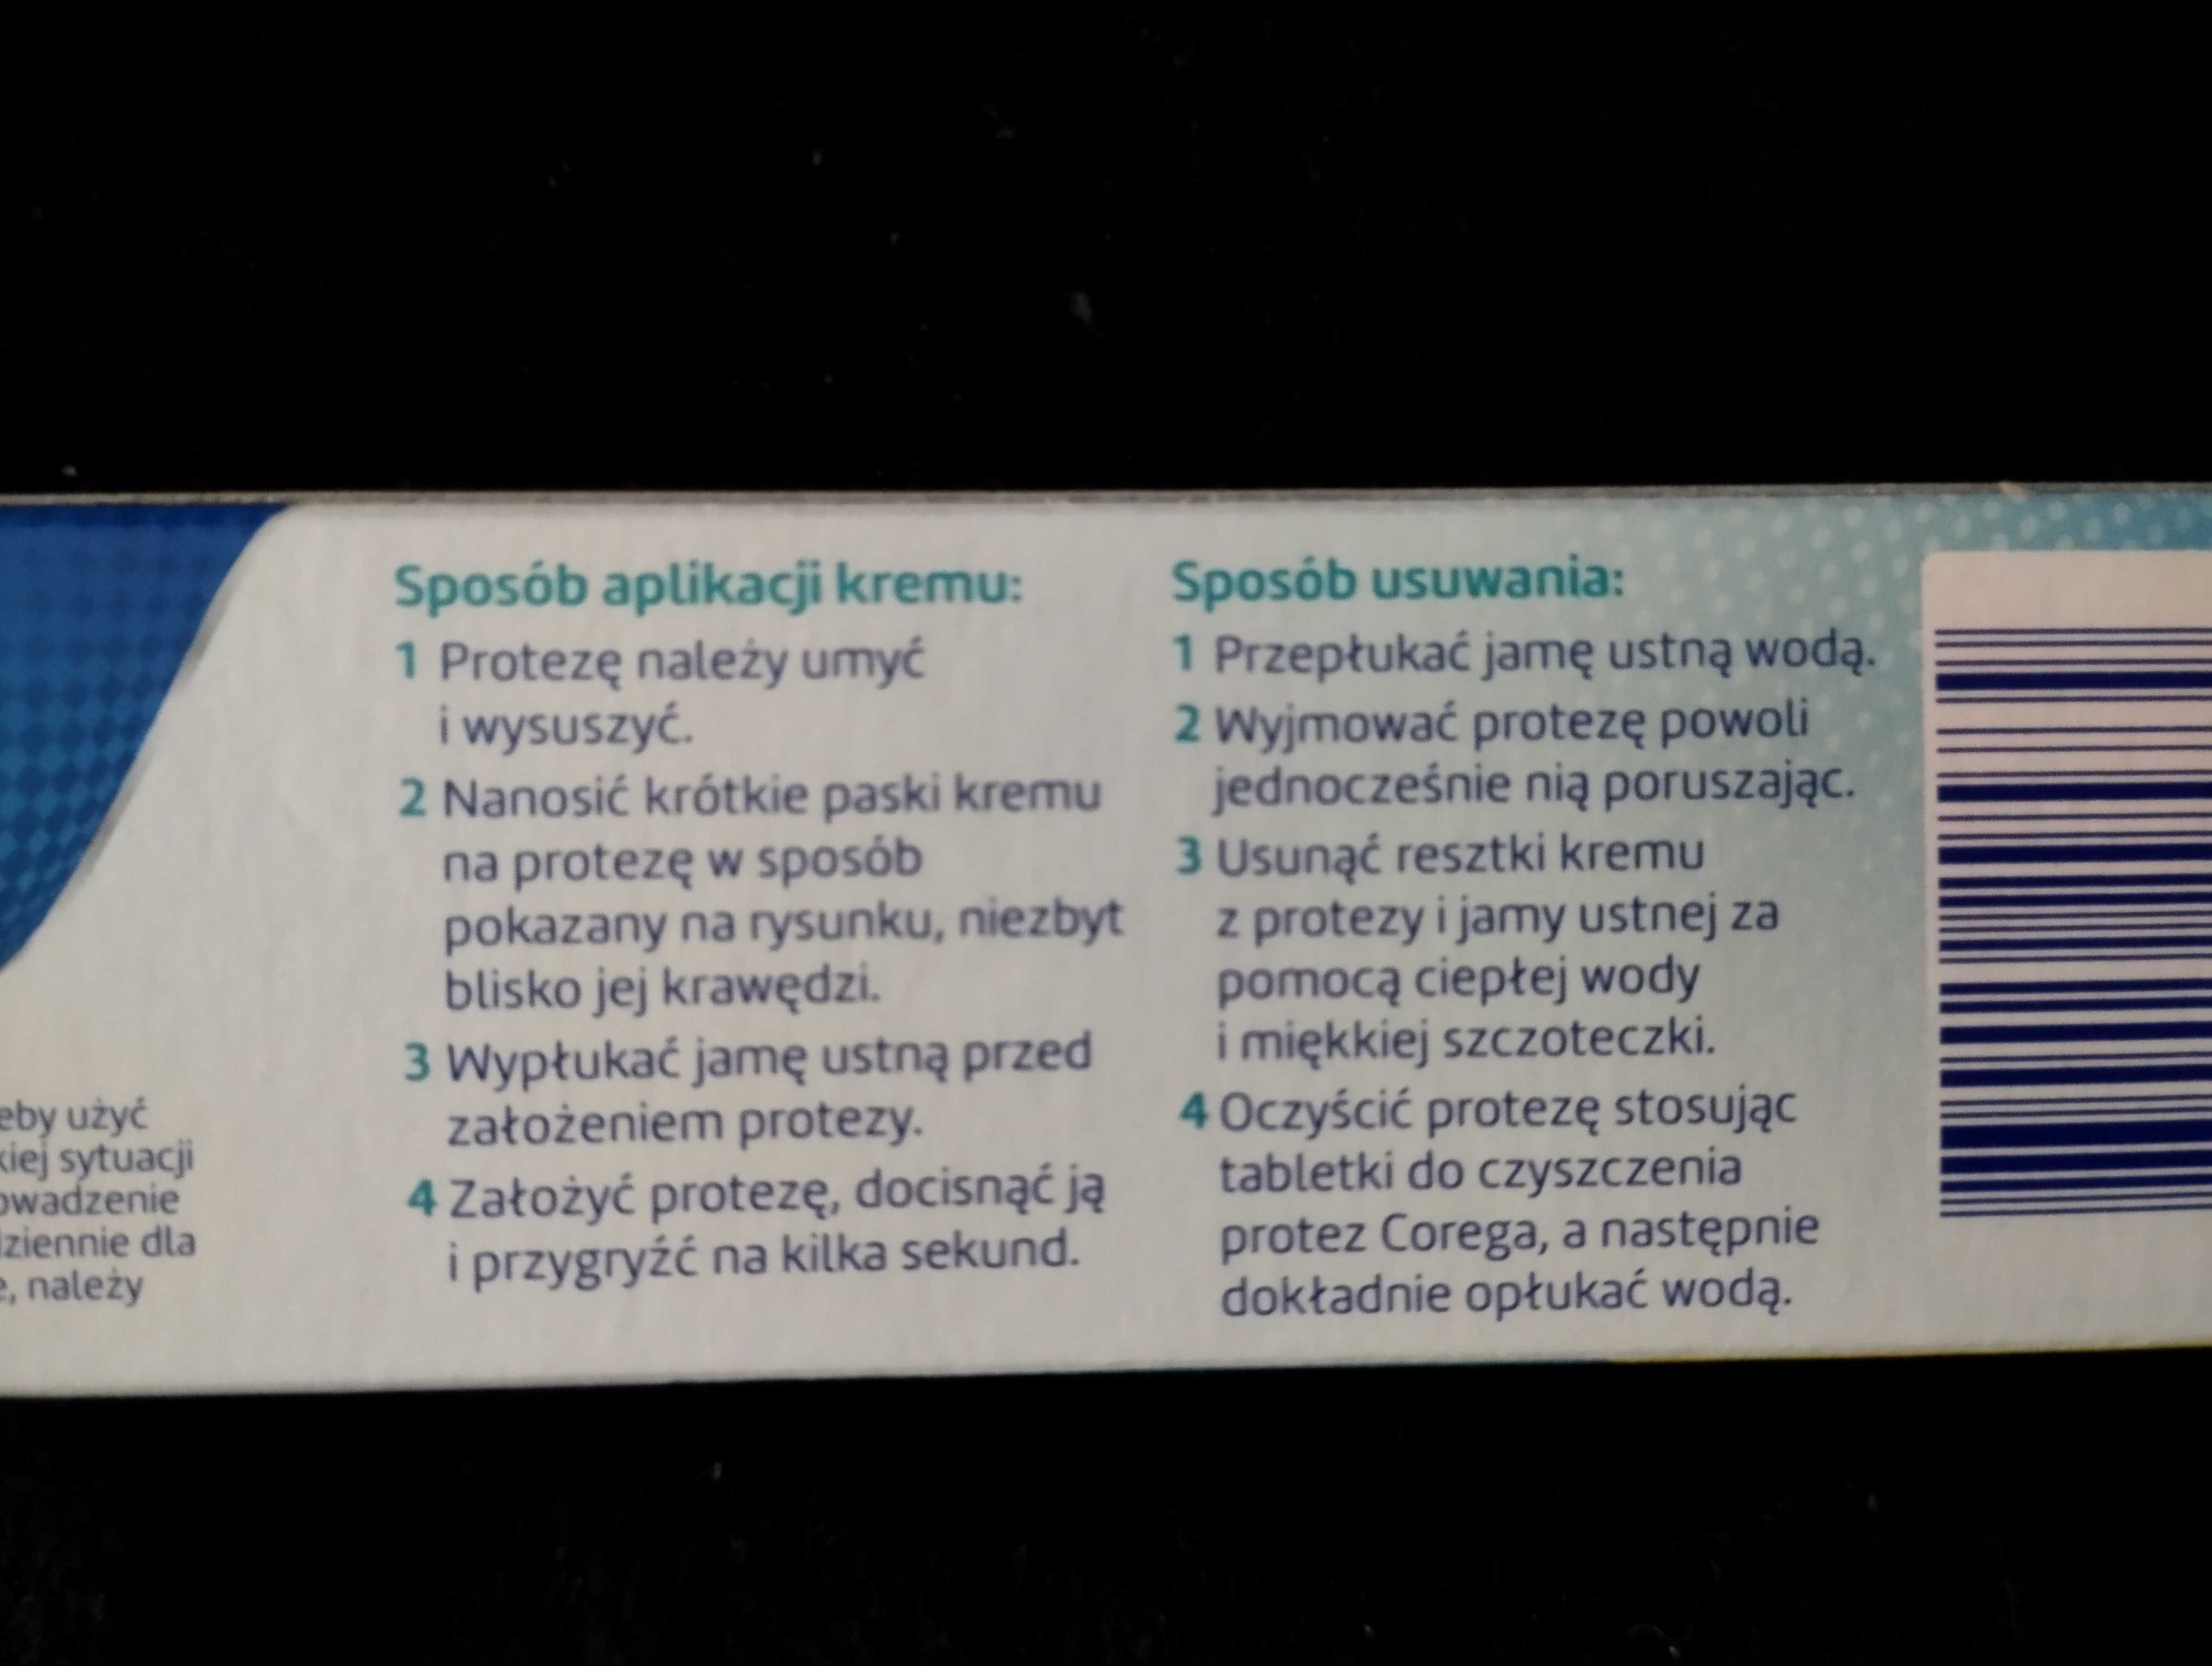 Sposób aplikacji kremu:
1 Protezę należy umyć
i wysuszyć.
2 Nanosić krótkie paski kremu
na protezę w sposób
pokazany na rysunku, niezbyt
blisko jej krawędzi.
3 Wypłukać jamę ustną przed
założeniem protezy.
4 Założyć protezę, docisnąć ją
i przygryźć na kilka sekund.
Sposób usuwania:
1 Przepłukać jamę ustną wodą.
2 Wyjmować protezę powoli
jednocześnie nią poruszając.
3 Usunąć resztki kremu
z protezy i jamy ustnej za
pomocą ciepłej wody
i miękkiej szczoteczki.
4 Oczyścić protezę stosując
tabletki do czyszczenia
protez Corega, a następnie
dokładnie opłukać wodą.
użyć
sytuacji
dla
należy